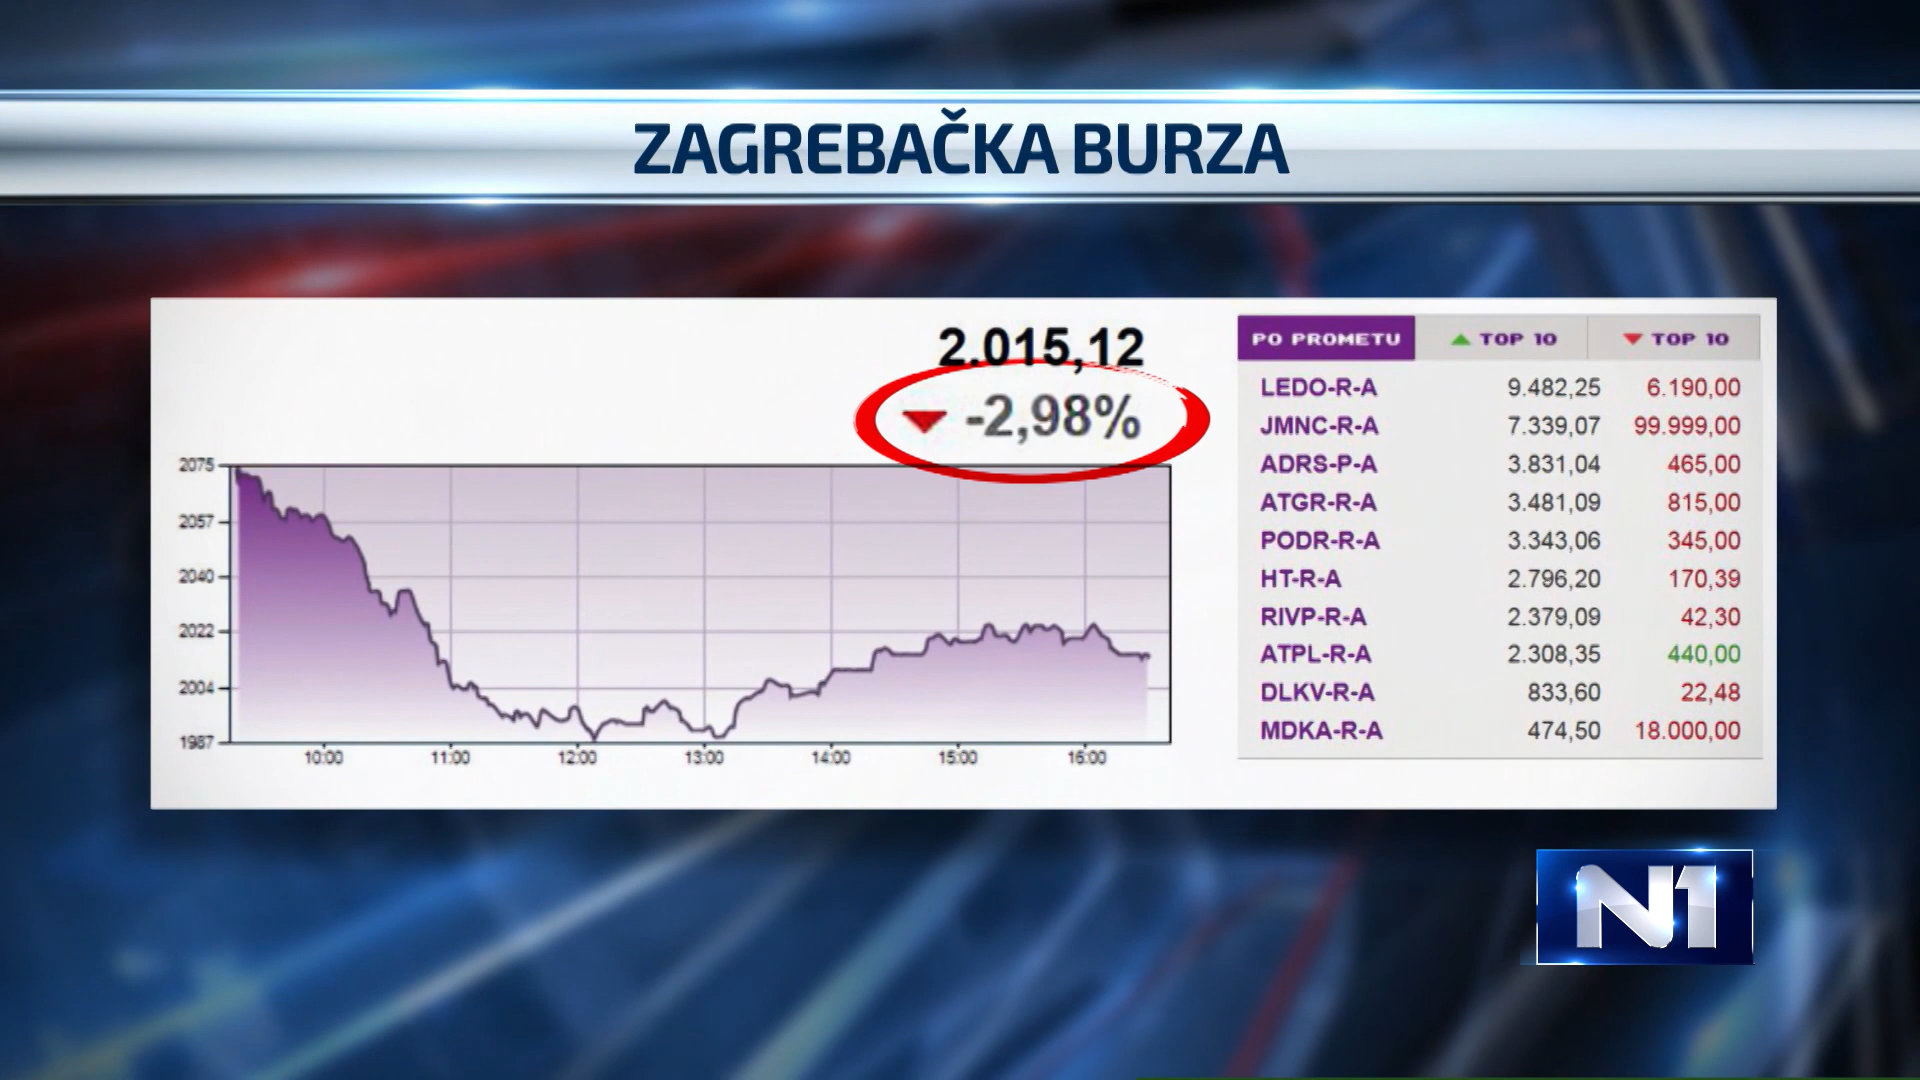 ZAGREBAČKA BURZA
2.015,12
-2,98%
2075
2057
2040
2022
2004
1987
10:00 11:00 12:00 13:00 14:00 15:00 16:00
PO PROMETU TOP 10 TOP 10
LEDO-R-A 9.482,25 6.190,00
JMNC-R-A 7.339,07 99.999,00
ADRS-P-A 3.831,04 465,00
ATGR-R-A 3.481,09 815,00
PODR-R-A 3.343,06 345,00
HT-R-A 2.796,20 170,39
RIVP-R-A 2.379,09 42,30
ATPL-R-A 2.308,35 440,00
DLKV-R-A 833,60 22,48
MDKA-R-A 474,50 18.000,00
N1